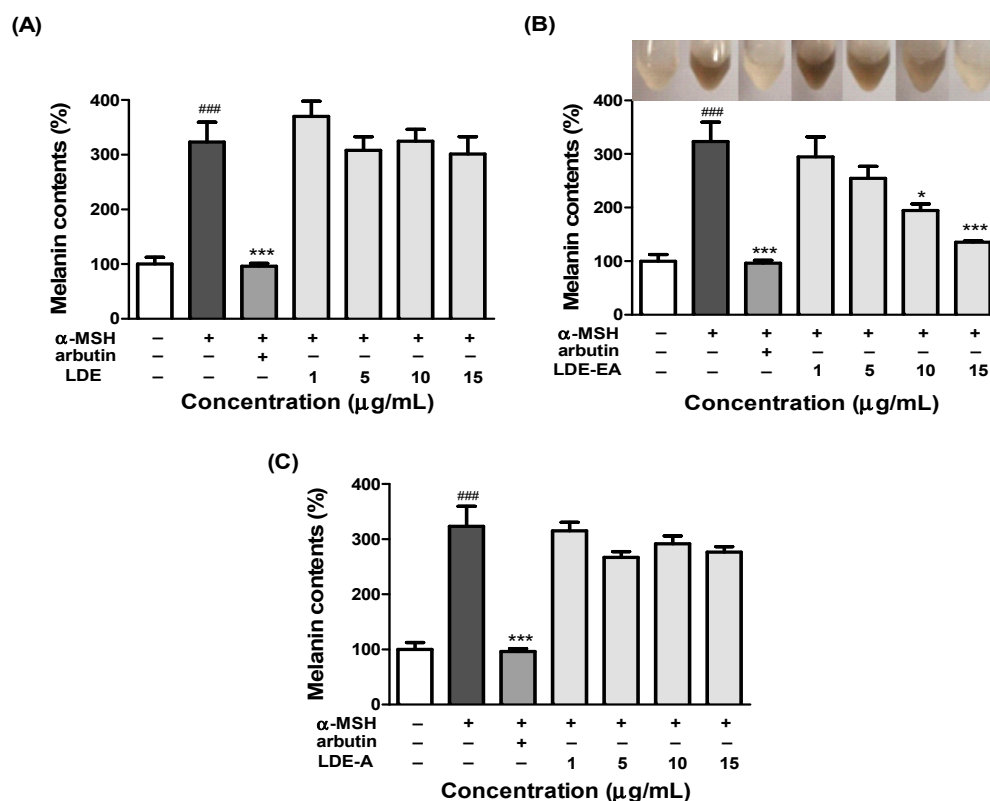 (A)
Melanin contents (%)
400
300
200
100
0
###
***
α-MSH – + + + + + +
arbutin – – + – – – –
LDE – – – 1 5 10 15
Concentration (μg/mL)
(B)
Melanin contents (%)
400
300
200
100
0
###
***
*
***
α-MSH – + + + + + +
arbutin – – + – – – –
LDE-EA – – – 1 5 10 15
Concentration (μg/mL)
(C)
Melanin contents (%)
400
300
200
100
0
###
***
α-MSH – + + + + + +
arbutin – – + – – – –
LDE-A – – – 1 5 10 15
Concentration (μg/mL)